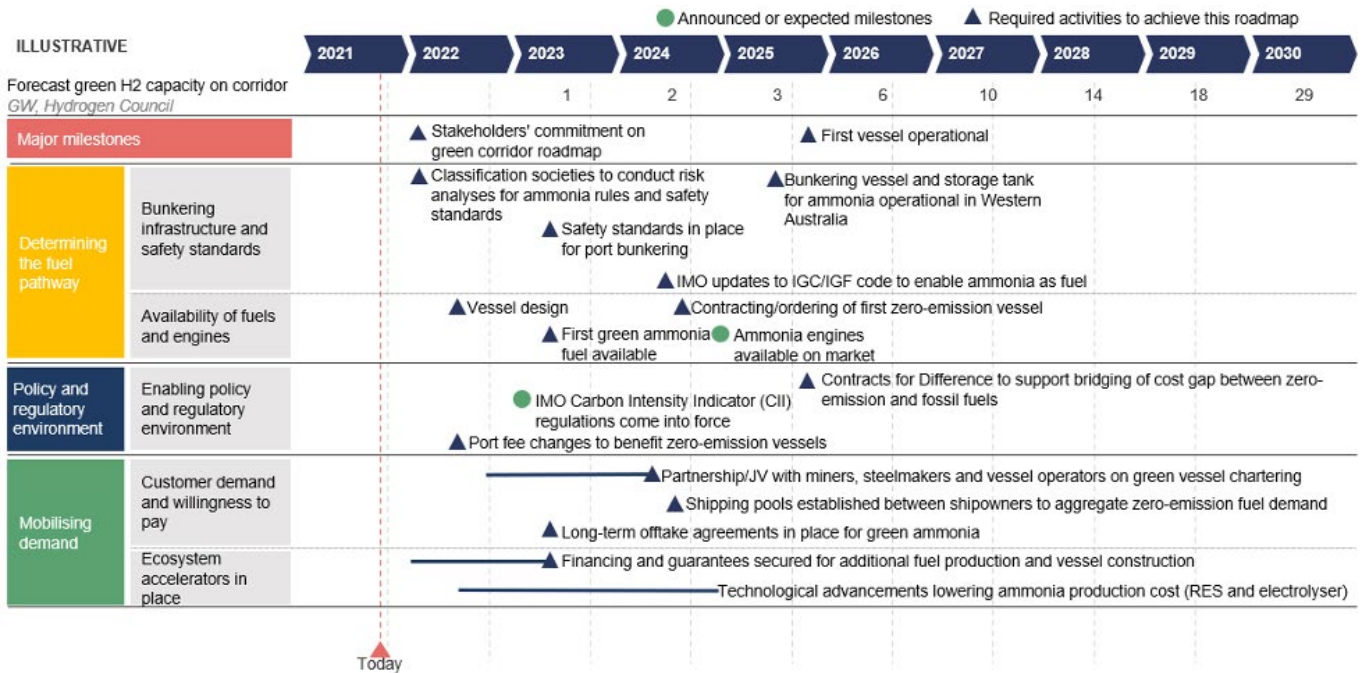 Announced or expected milestones
Required activities to achieve this roadmap
ILLUSTRATIVE
2021
2022
2023
2024
2025
2026
2027
2028
2029
2030
Forecast green H2 capacity on corridor
GW, Hydrogen Council
1
2
3
6
10
14
18
29
Major milestones
Stakeholders' commitment on
green corridor roadmap
First vessel operational
Determining
the fuel
pathway
Bunkering
infrastructure and
safety standards
Classification societies to conduct risk
analyses for ammonia rules and safety
standards
Bunkering vessel and storage tank
for ammonia operational in Western
Australia
Safety standards in place
for port bunkering
IMO updates to IGC/IGF code to enable ammonia as fuel
Availability of fuels
and engines
Vessel design
Contracting/ordering of first zero-emission vessel
First green ammonia
fuel available
Ammonia engines
available on market
Policy and
regulatory
environment
Enabling policy
and regulatory
environment
Contracts for Difference to support bridging of cost gap between zero-
emission and fossil fuels
IMO Carbon Intensity Indicator (CII)
regulations come into force
Port fee changes to benefit zero-emission vessels
Mobilising
demand
Customer demand
and willingness to
pay
Partnership/JV with miners, steelmakers and vessel operators on green vessel chartering
Shipping pools established between shipowners to aggregate zero-emission fuel demand
Long-term offtake agreements in place for green ammonia
Ecosystem
accelerators in
place
Financing and guarantees secured for additional fuel production and vessel construction
Technological advancements lowering ammonia production cost (RES and electrolyser)
Today